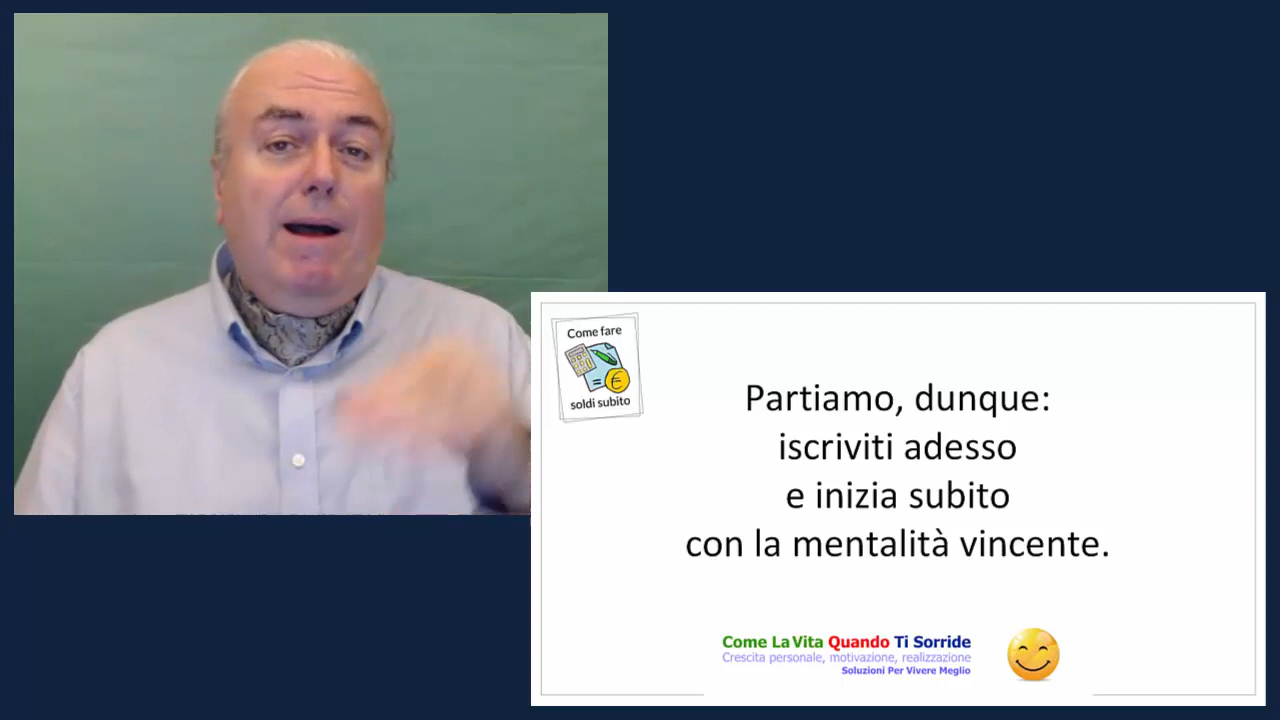 Come fare
soldi subito
Partiamo, dunque:
iscriviti adesso
e inizia subito
con la mentalità vincente.
Come La Vita Quando Ti Sorride
Crescita personale, motivazione, realizzazione
Soluzioni Per Vivere Meglio